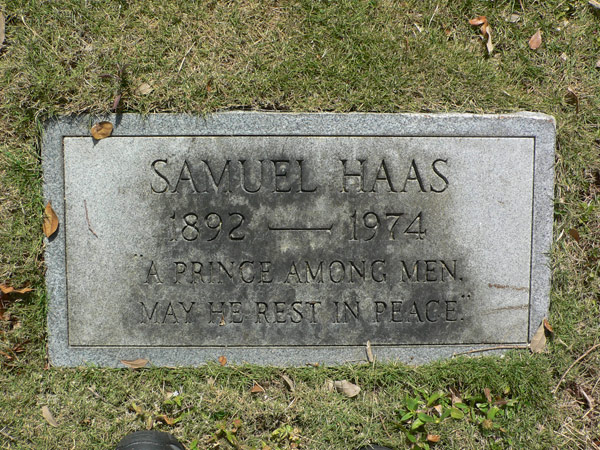 SAMUEL HAAS
1892 — 1974
"A PRINCE AMONG MEN.
MAY HE REST IN PEACE."